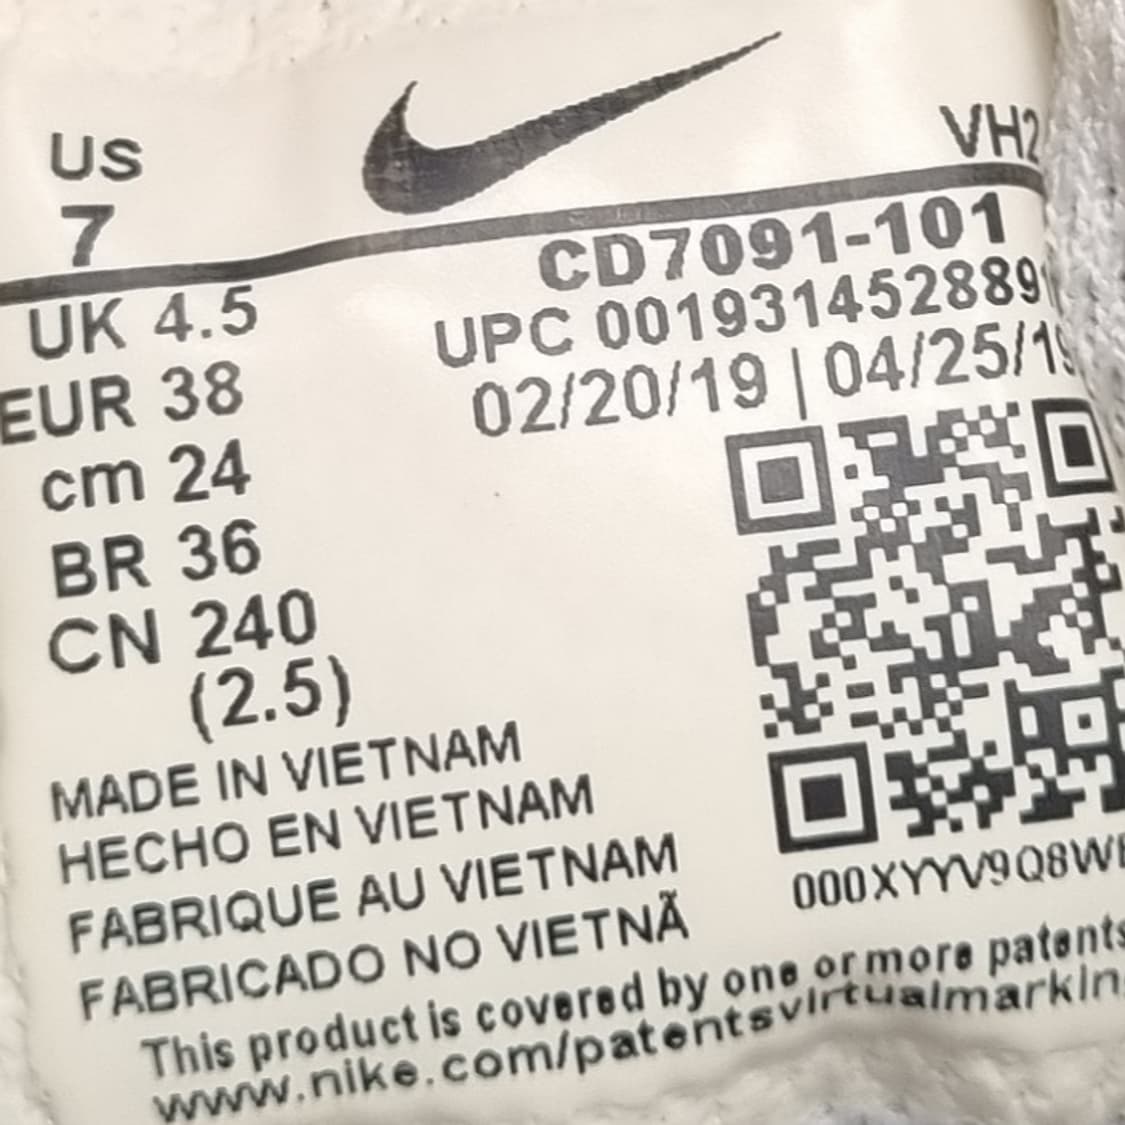 US
7
VH2
UK 4.5
EUR 38
cm 24
BR 36
CN 240
(2.5)
CD7091-101
UPC 00193145288
02/20/19 | 04/25/19
000XYYV9Q8W
MADE IN VIETNAM
HECHO EN VIETNAM
FABRIQUE AU VIETNAM
FABRICADO NO VIETNÃ
This product is covered by one or more patents
www.nike.com/patentsvirtualmarkin